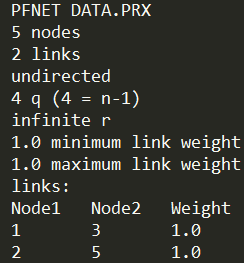 PFNET DATA.PRX
5 nodes
2 links
undirected
4 q (4 = n-1)
infinite r
1.0 minimum link weight
1.0 maximum link weight
links:
Node1 Node2 Weight
1 3 1.0
2 5 1.0